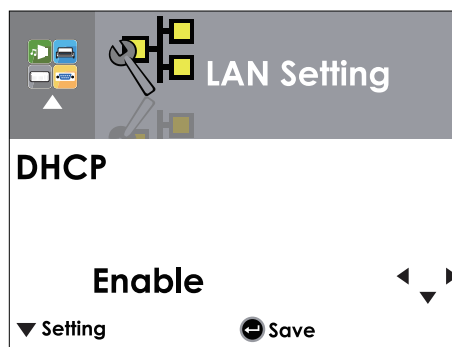 LAN Setting
DHCP
Enable
Setting
Save